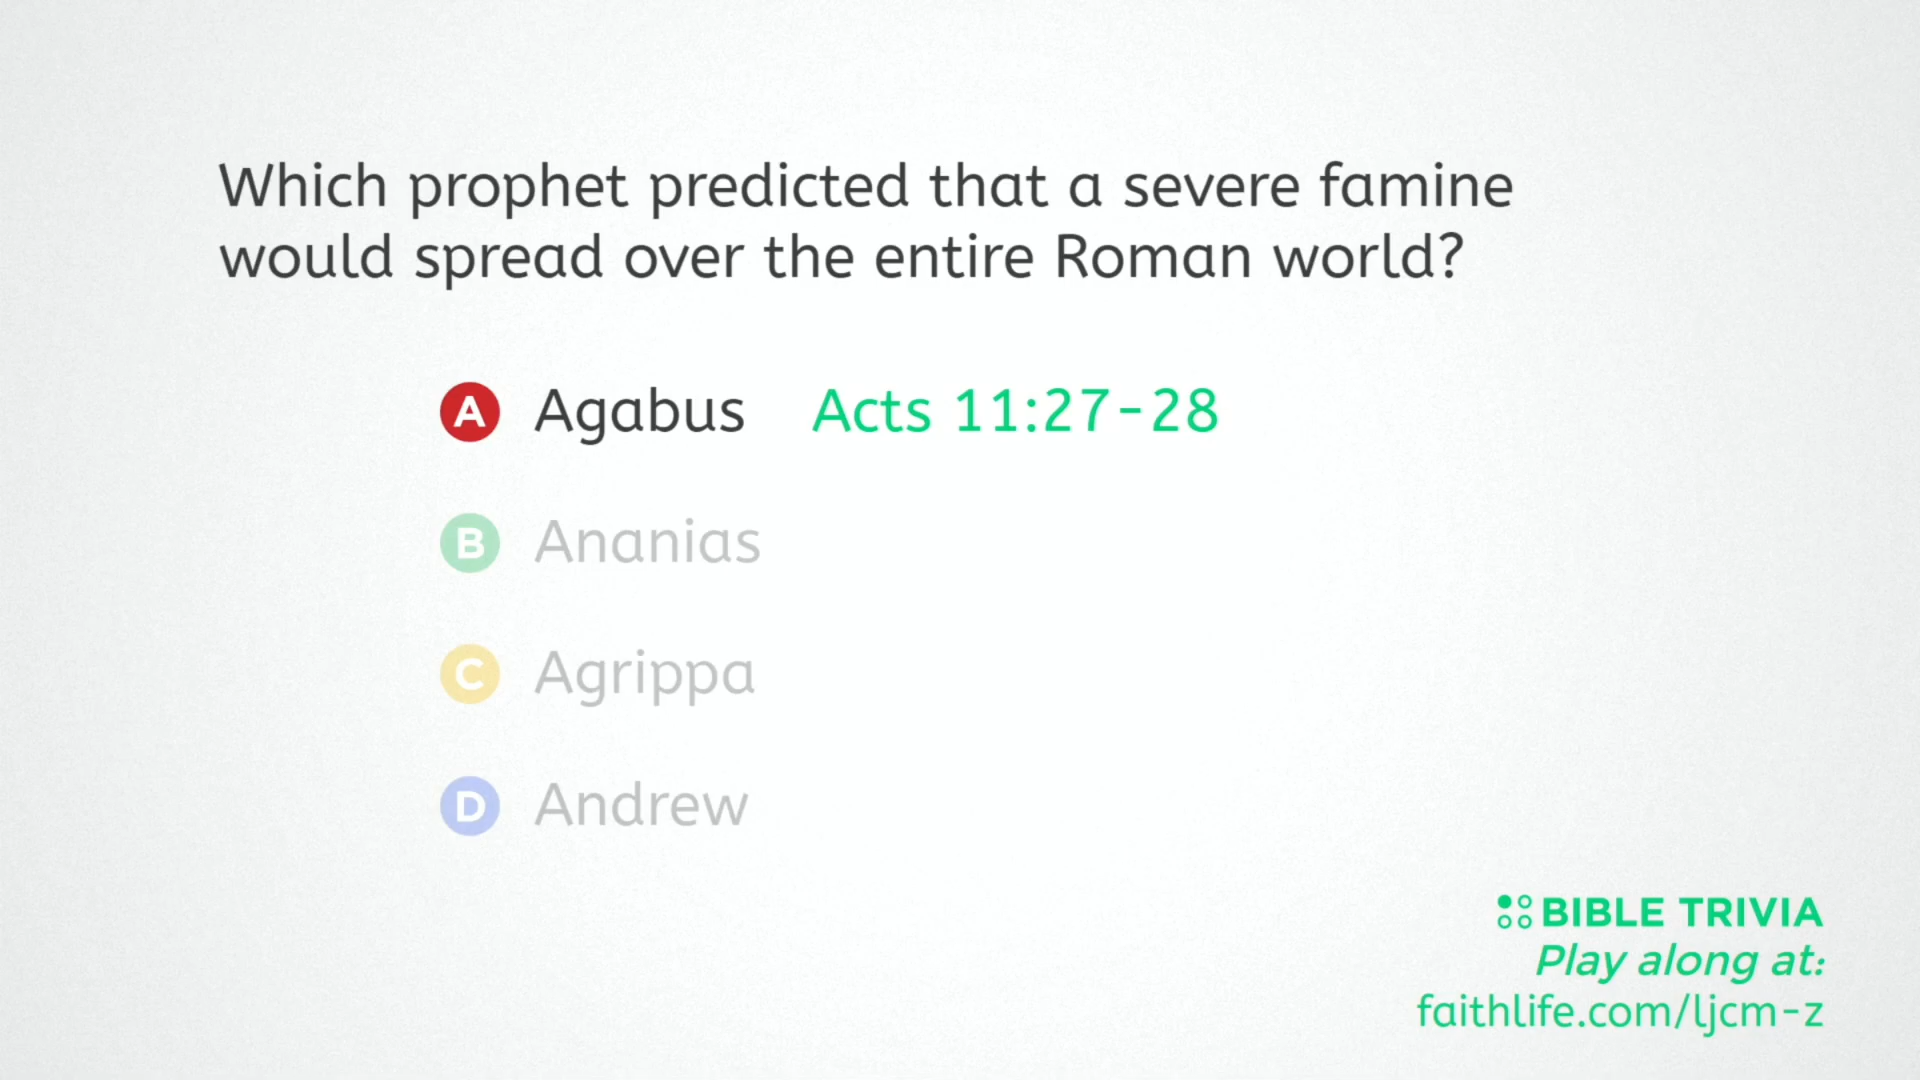 Which prophet predicted that a severe famine
would spread over the entire Roman world?
A Agabus Acts 11:27-28
B Ananias
C Agrippa
D Andrew
BIBLE TRIVIA
Play along at:
faithlife.com/ljcm-z